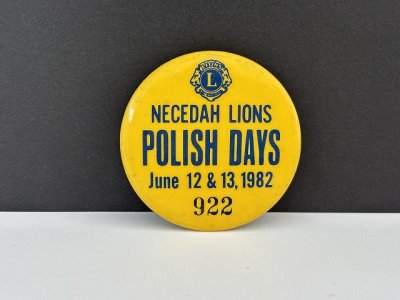 L
NECEDAH LIONS
POLISH DAYS
June 12 & 13, 1982
922